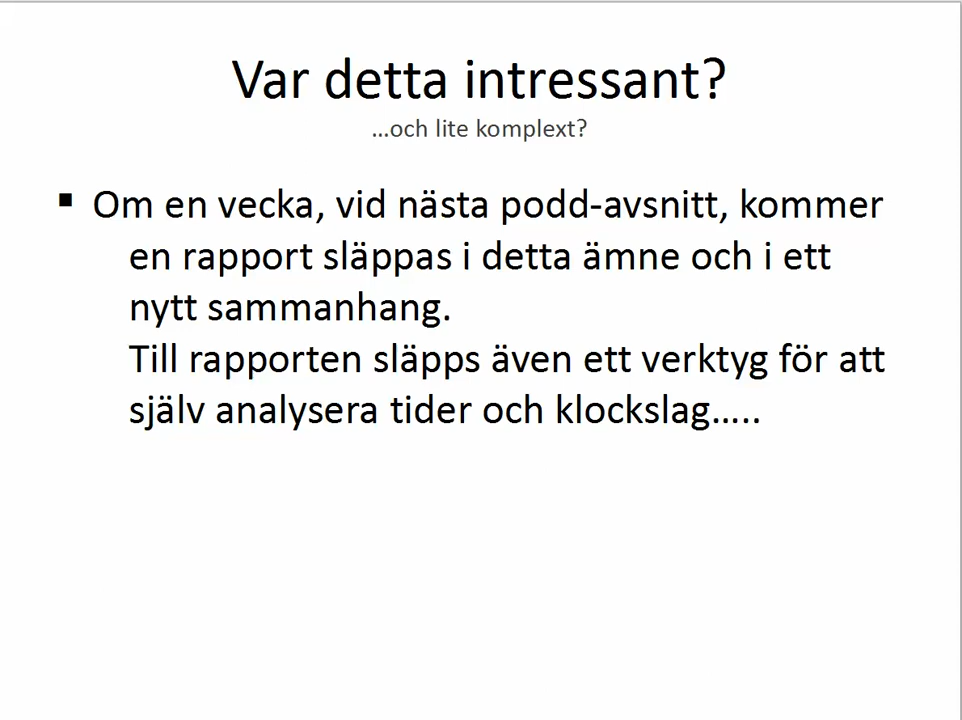 Var detta intressant?
…och lite komplext?
▪ Om en vecka, vid nästa podd-avsnitt, kommer
en rapport släppas i detta ämne och i ett
nytt sammanhang.
Till rapporten släpps även ett verktyg för att
själv analysera tider och klockslag…..